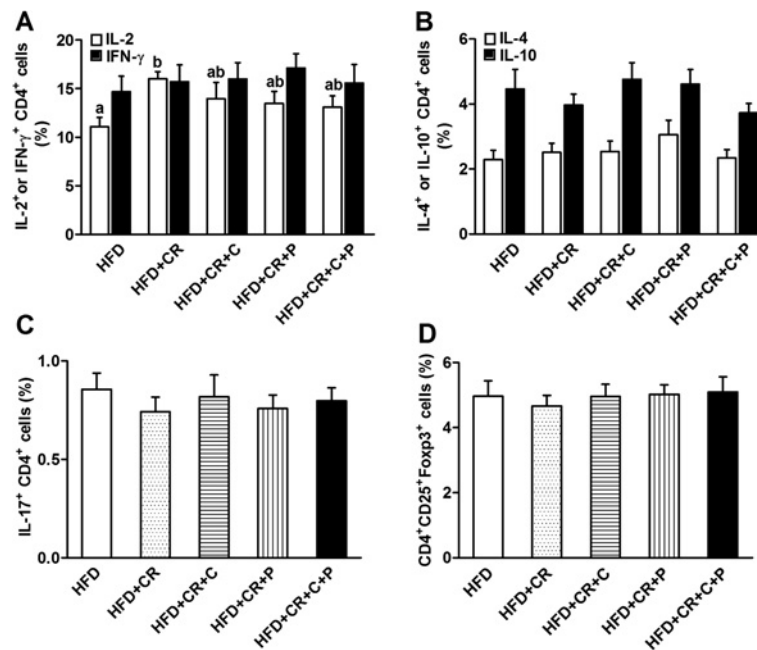 A
IL-2
IFN-γ
IL-2⁺or IFN-γ⁺ CD4⁺ cells
(%)
20
15
10
5
0
a
b
ab
ab
ab
HFD
HFD+CR
HFD+CR+C
HFD+CR+P
HFD+CR+C+P
B
IL-4
IL-10
IL-4⁺ or IL-10⁺ CD4⁺ cells
(%)
6
4
2
0
HFD
HFD+CR
HFD+CR+C
HFD+CR+P
HFD+CR+C+P
C
IL-17⁺ CD4⁺ cells (%)
1.0
0.5
0.0
HFD
HFD+CR
HFD+CR+C
HFD+CR+P
HFD+CR+C+P
D
CD4⁺CD25⁺Foxp3⁺ cells (%)
6
4
2
0
HFD
HFD+CR
HFD+CR+C
HFD+CR+P
HFD+CR+C+P